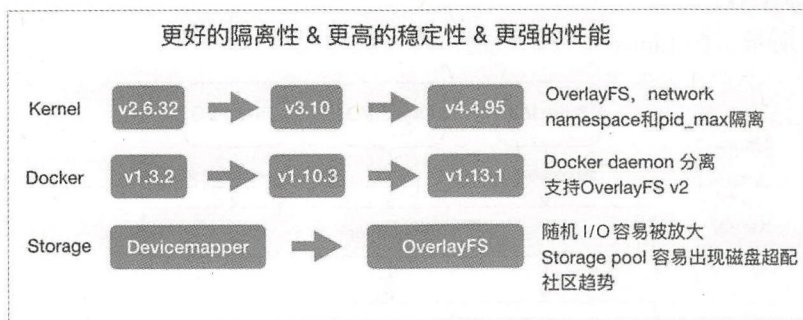 更好的隔离性 & 更高的稳定性 & 更强的性能
Kernel v2.6.32 v3.10 v4.4.95 OverlayFS，network
namespace和pid_max隔离
Docker v1.3.2 v1.10.3 v1.13.1 Docker daemon 分离
支持OverlayFS v2
Storage Devicemapper OverlayFS 随机 I/O 容易被放大
Storage pool 容易出现磁盘超配
社区趋势